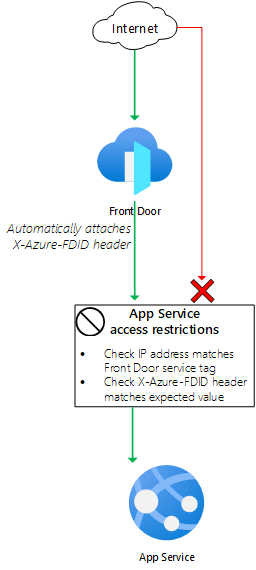 Internet
Front Door
Automatically attaches
X-Azure-FDID header
App Service
access restrictions
• Check IP address matches
Front Door service tag
• Check X-Azure-FDID header
matches expected value
App Service